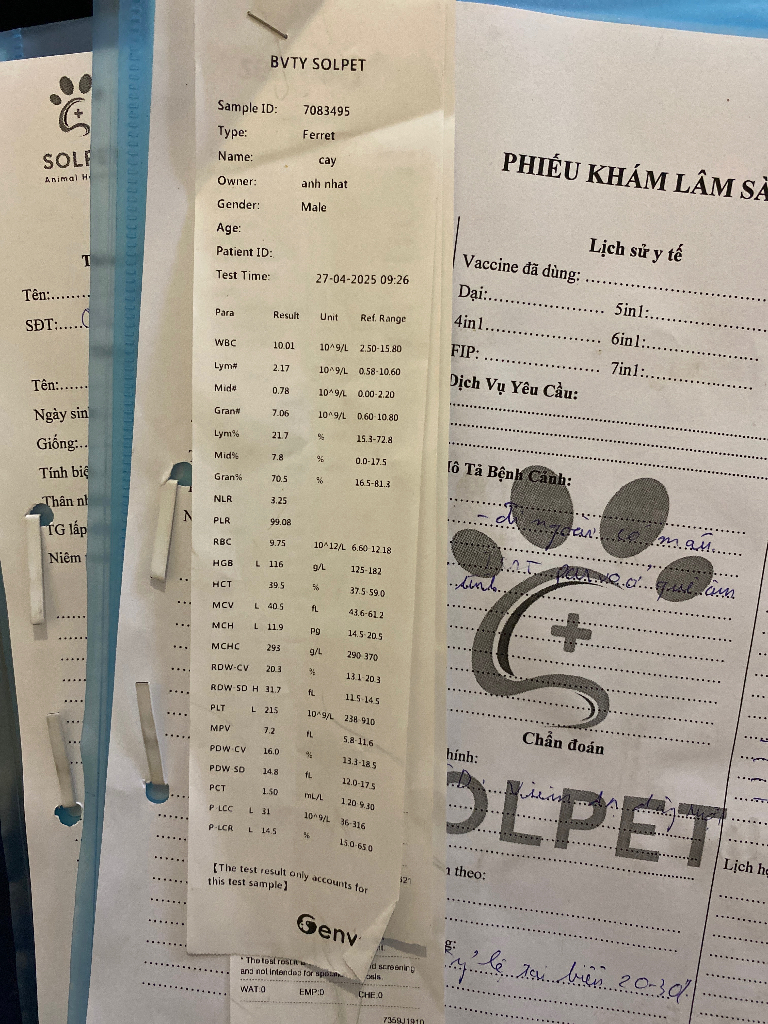 BVTY SOLPET
Sample ID: 7083495
Type: Ferret
Name: cay
Owner: anh nhat
Gender: Male
Age:
Patient ID:
Test Time: 27-04-2025 09:26
Para Result Unit Ref. Range
WBC 10.01 10^9/L 2.50-15.80
Lym# 2.17 10^9/L 0.58-10.60
Mid# 0.78 10^9/L 0.00-2.20
Gran# 7.06 10^9/L 0.60-10.80
Lym% 21.7 % 15.3-72.8
Mid% 7.8 % 0.0-17.5
Gran% 70.5 % 16.5-81.3
NLR 3.25
PLR 99.08
RBC 9.75 10^12/L 6.60-12.18
HGB L 116 g/L 125-182
HCT 39.5 % 37.5-59.0
MCV L 40.5 fL 43.6-61.2
MCH L 11.9 pg 14.5-20.5
MCHC 293 g/L 290-370
RDW-CV 20.3 % 13.1-20.3
RDW-SD H 31.7 fL 11.5-14.5
PLT L 215 10^9/L 238-910
MPV 7.2 fL 5.8-11.6
PDW-CV 16.0 % 13.3-18.5
PDW-SD 14.8 fL 12.0-17.5
PCT 1.50 mL/L 1.20-9.30
P-LCC L 31 10^9/L 36-316
P-LCR L 14.5 % 15.0-65.0
【The test result only accounts for
this test sample】
Genv
and screening
and not intended for
WAT:0 EMP:0 CHE:0
7359J1910
SOLP
Animal H
Tên:
SĐT:
Tên:
Ngày sin
Giống:
Tính biệ
Thân nh
TG lấp
Niêm
PHIẾU KHÁM LÂM SÀ
Lịch sử y tế
Vaccine đã dùng:
Dại: 5in1:
4in1 6in1:
FIP: 7in1:
Dịch Vụ Yêu Cầu:
ô Tả Bệnh Cảnh:
- đi ngoài có máu
tính
Chẩn đoán
hính:
OLPET
theo:
Lịch hẹ
tỷ lệ tai biến 20-30